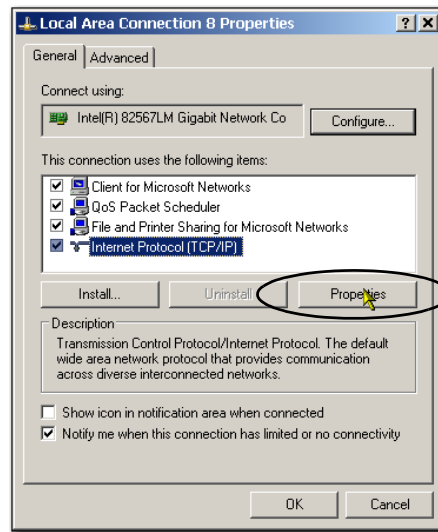 Local Area Connection 8 Properties
General Advanced
Connect using:
Intel(R) 82567LM Gigabit Network Co Configure...
This connection uses the following items:
Client for Microsoft Networks
QoS Packet Scheduler
File and Printer Sharing for Microsoft Networks
Internet Protocol (TCP/IP)
Install... Uninstall Properties
Description
Transmission Control Protocol/Internet Protocol. The default
wide area network protocol that provides communication
across diverse interconnected networks.
Show icon in notification area when connected
Notify me when this connection has limited or no connectivity
OK Cancel